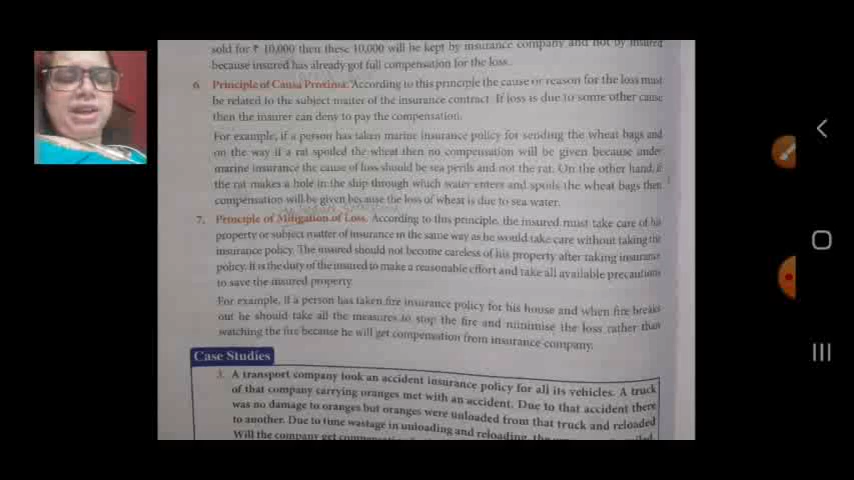 sold for ₹ 10,000 then these 10,000 will be kept by insurance company and not by insured
because insured has already got full compensation for the loss.
6. Principle of Causa Proxima. According to this principle the cause or reason for the loss must
be related to the subject matter of the insurance contract. If loss is due to some other cause
then the insurer can deny to pay the compensation.
For example, if a person has taken marine insurance policy for sending the wheat bags and
on the way if a rat spoiled the wheat then no compensation will be given because under
marine insurance the cause of loss should be sea perils and not the rat. On the other hand, if
the rat makes a hole in the ship through which water enters and spoils the wheat bags then
compensation will be given because the loss of wheat is due to sea water.
7. Principle of Mitigation of Loss. According to this principle, the insured must take care of his
property or subject matter of insurance in the same way as he would take care without taking the
insurance policy. The insured should not become careless of his property after taking insurance
policy. It is the duty of the insured to make a reasonable effort and take all available precautions
to save the insured property.
For example, if a person has taken fire insurance policy for his house and when fire breaks
out he should take all the measures to stop the fire and minimise the loss rather than
watching the fire because he will get compensation from insurance company.
Case Studies
3. A transport company took an accident insurance policy for all its vehicles. A truck
of that company carrying oranges met with an accident. Due to that accident there
was no damage to oranges but oranges were unloaded from that truck and reloaded
to another. Due to time wastage in unloading and reloading, the
Will the company get